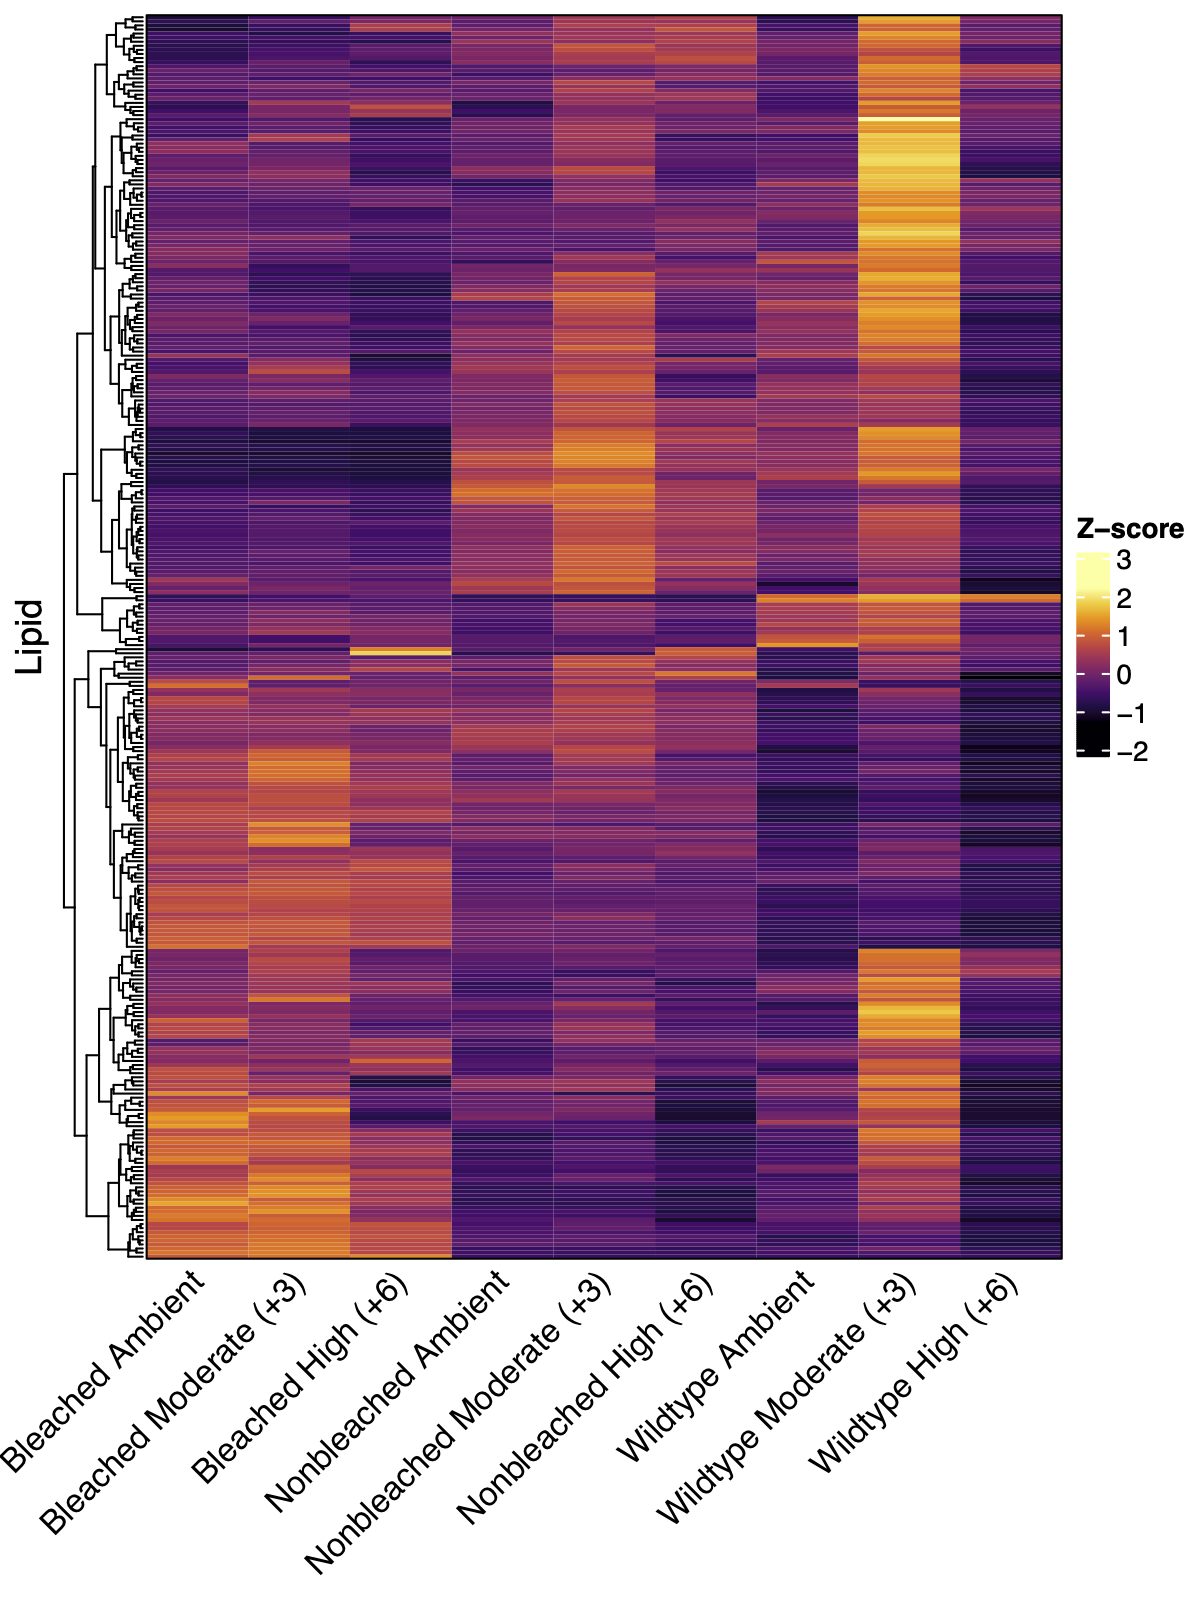 Lipid
Z−score
3
2
1
0
−1
−2
Bleached Ambient
Bleached Moderate (+3)
Bleached High (+6)
Nonbleached Ambient
Nonbleached Moderate (+3)
Nonbleached High (+6)
Wildtype Ambient
Wildtype Moderate (+3)
Wildtype High (+6)